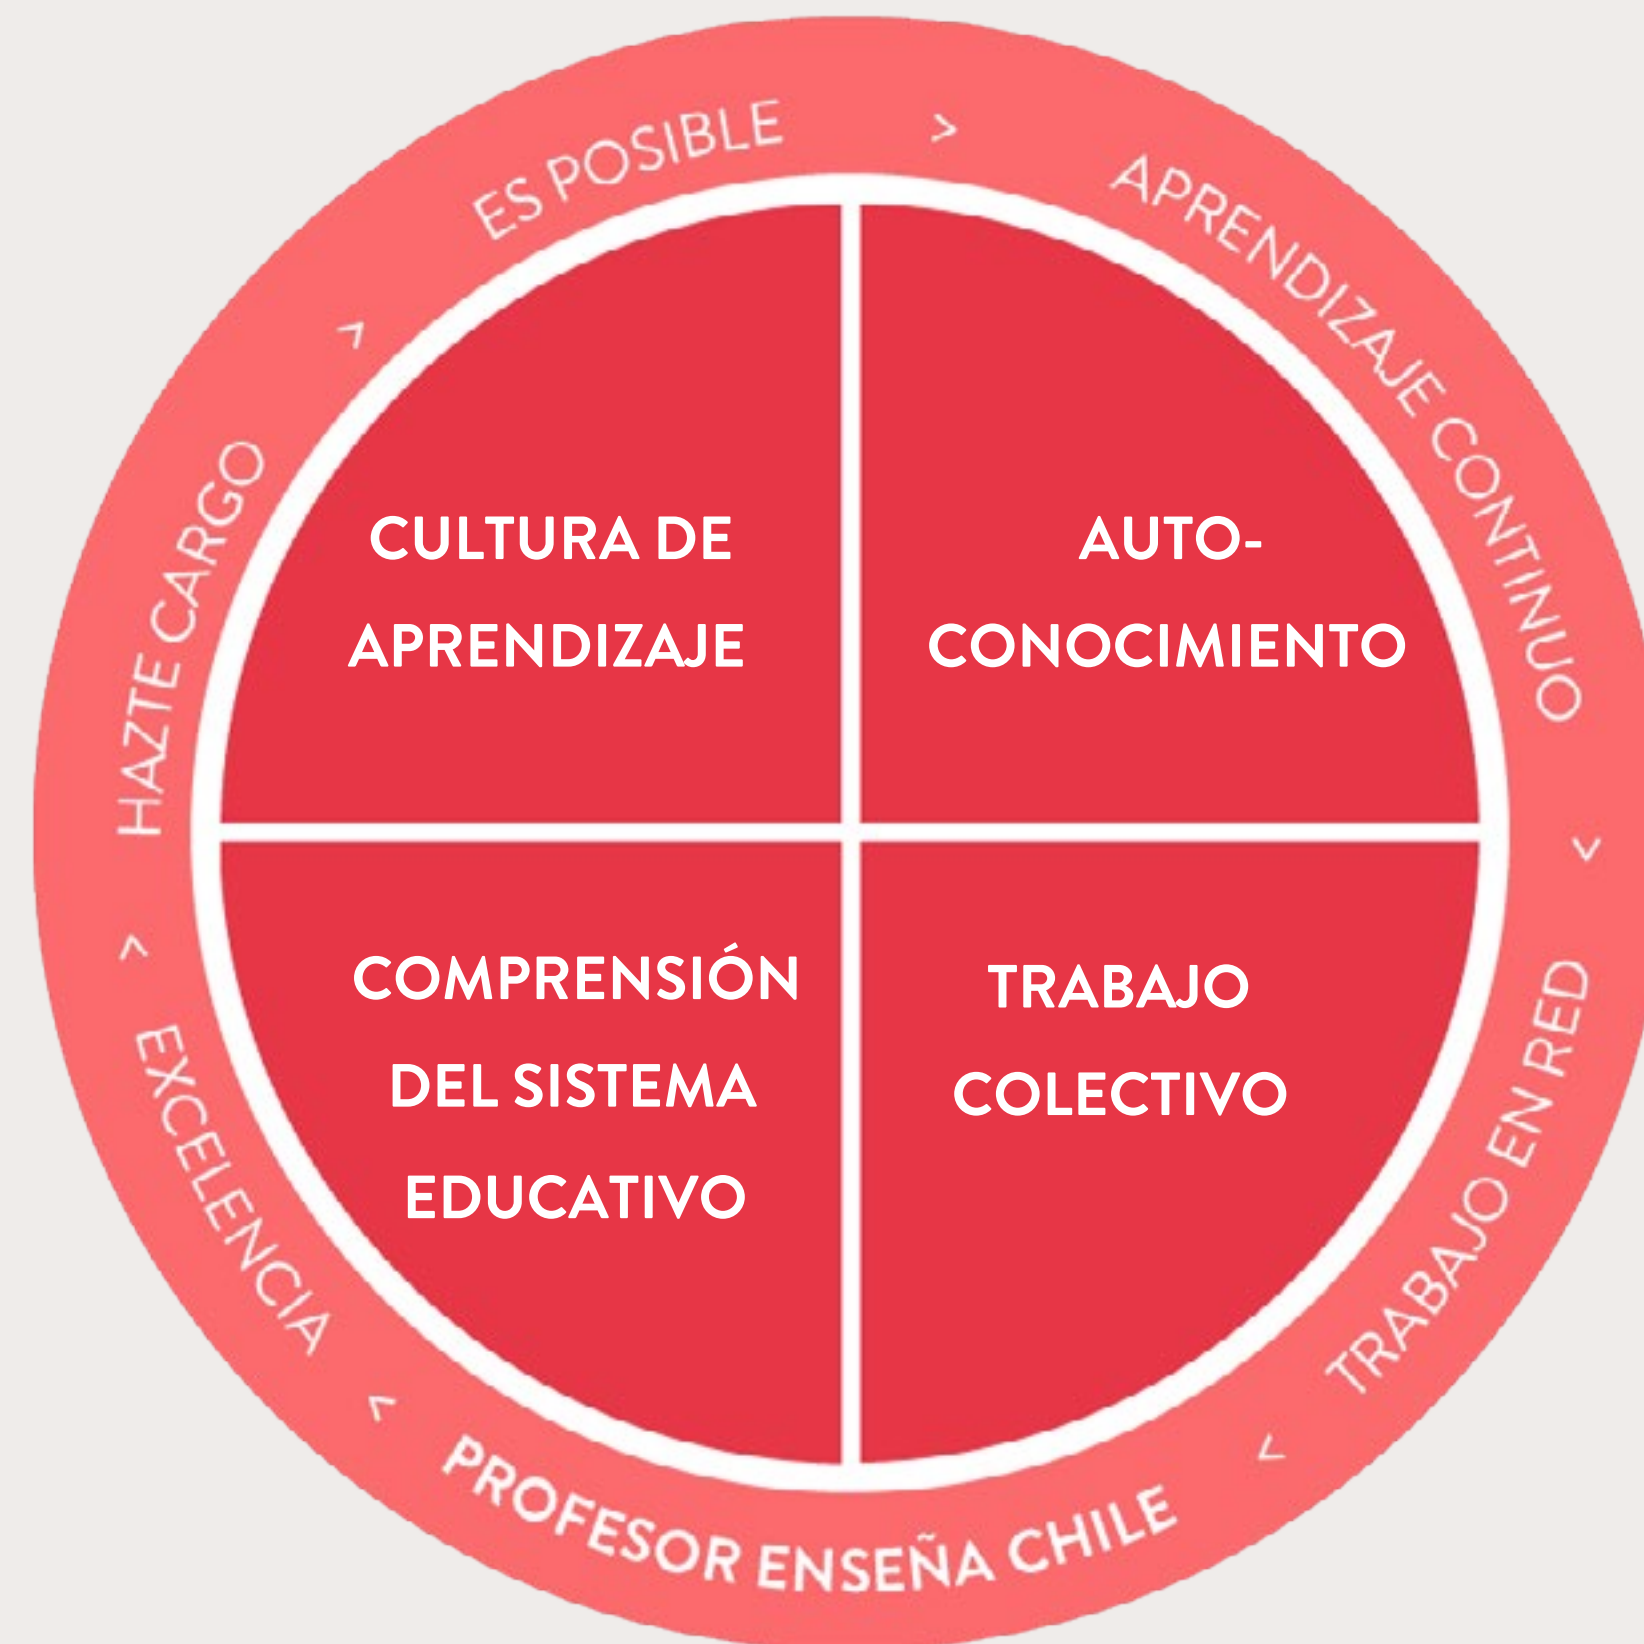 HAZTE CARGO
>
ES POSIBLE
>
APRENDIZAJE CONTINUO
>
TRABAJO EN RED
>
PROFESOR ENSEÑA CHILE
>
EXCELENCIA
>
CULTURA DE
APRENDIZAJE
AUTO-
CONOCIMIENTO
COMPRENSIÓN
DEL SISTEMA
EDUCATIVO
TRABAJO
COLECTIVO